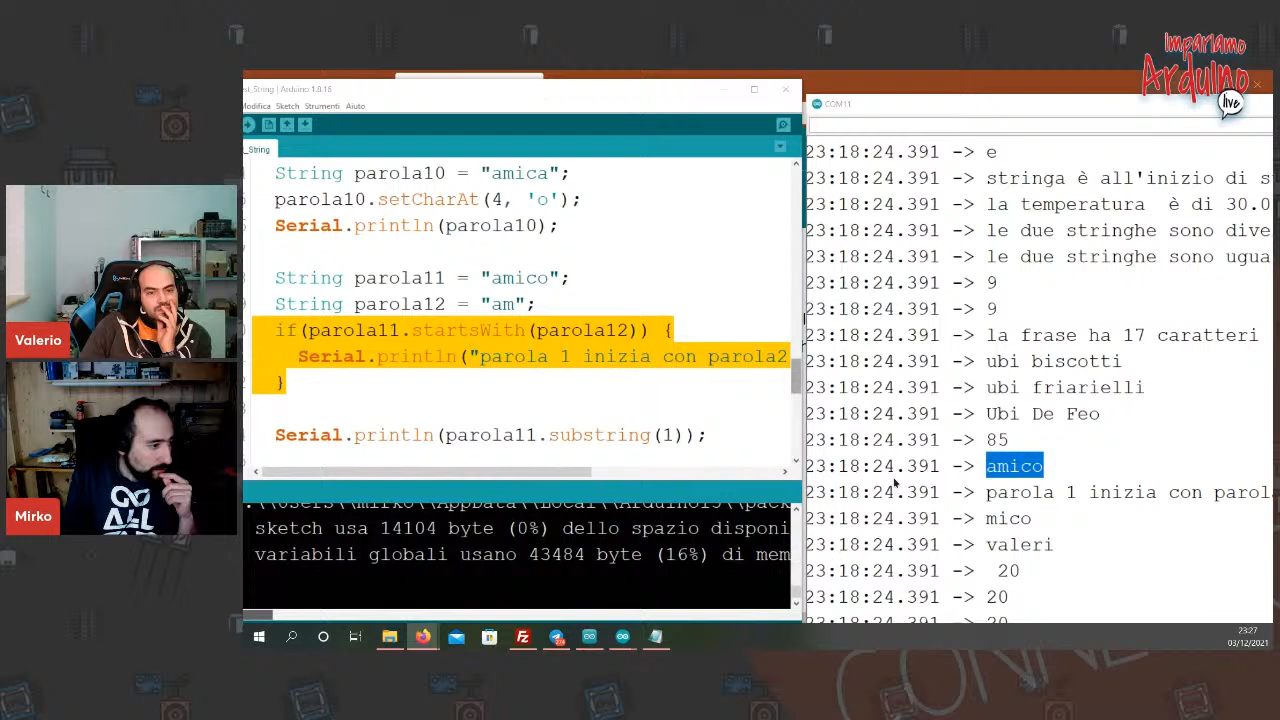 Impariamo
Arduino
live
st_String | Arduino 1.8.16
Modifica Sketch Strumenti Aiuto
_String
String parola10 = "amica";
parola10.setCharAt(4, 'o');
Serial.println(parola10);
String parola11 = "amico";
String parola12 = "am";
if(parola11.startsWith(parola12)) {
Serial.println("parola 1 inizia con parola2
}
Serial.println(parola11.substring(1));
sketch usa 14104 byte (0%) dello spazio disponi
variabili globali usano 43484 byte (16%) di mem
COM11
23:18:24.391 -> e
23:18:24.391 -> stringa è all'inizio di s
23:18:24.391 -> la temperatura  è di 30.0
23:18:24.391 -> le due stringhe sono dive
23:18:24.391 -> le due stringhe sono ugua
23:18:24.391 -> 9
23:18:24.391 -> 9
23:18:24.391 -> la frase ha 17 caratteri
23:18:24.391 -> ubi biscotti
23:18:24.391 -> ubi friarielli
23:18:24.391 -> Ubi De Feo
23:18:24.391 -> 85
23:18:24.391 -> amico
23:18:24.391 -> parola 1 inizia con parol
23:18:24.391 -> mico
23:18:24.391 -> valeri
23:18:24.391 ->  20
23:18:24.391 -> 20
Valerio
Mirko
23:27
03/12/2021